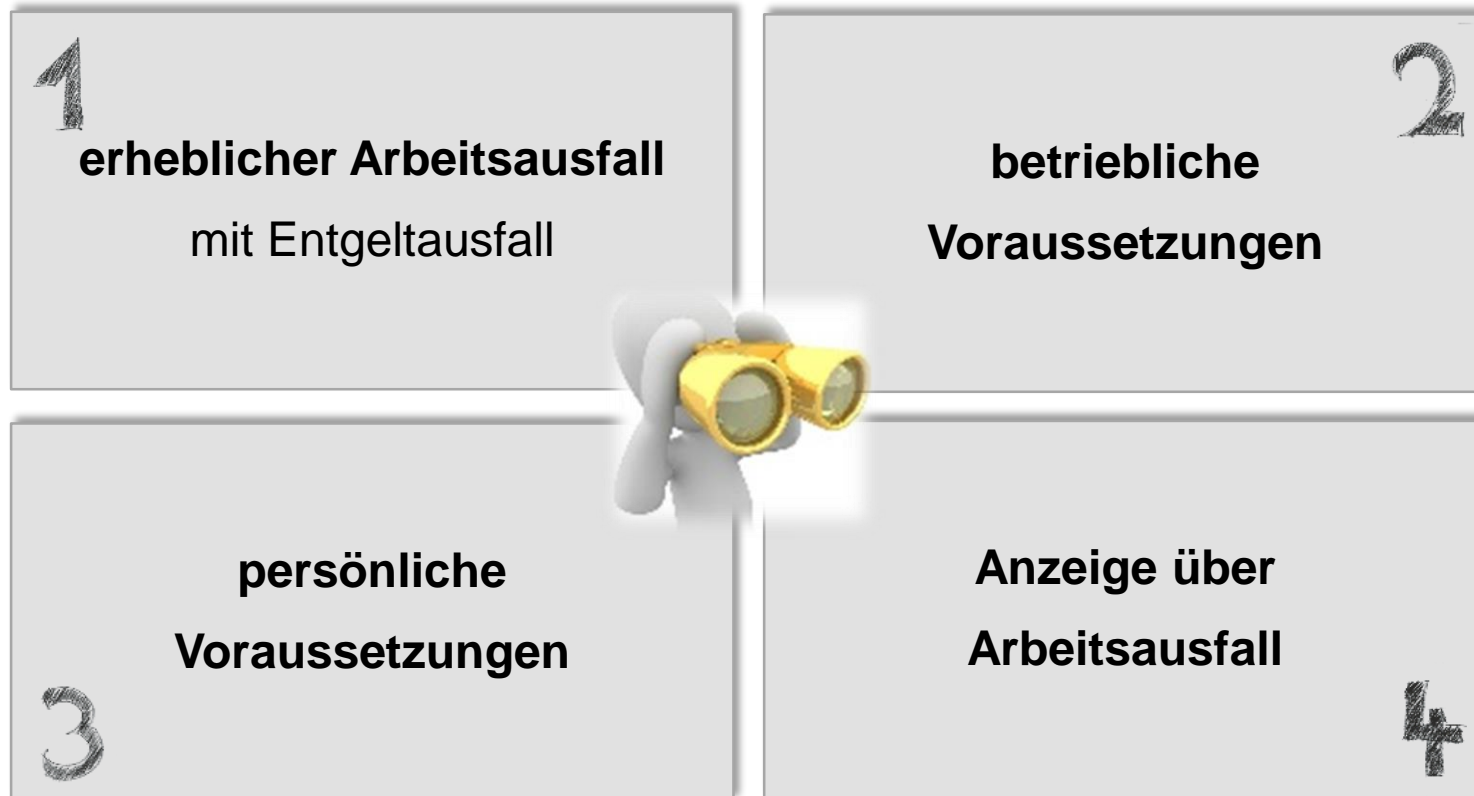 1
erheblicher Arbeitsausfall
mit Entgeltausfall
2
betriebliche
Voraussetzungen
persönliche
Voraussetzungen
3
Anzeige über
Arbeitsausfall
4